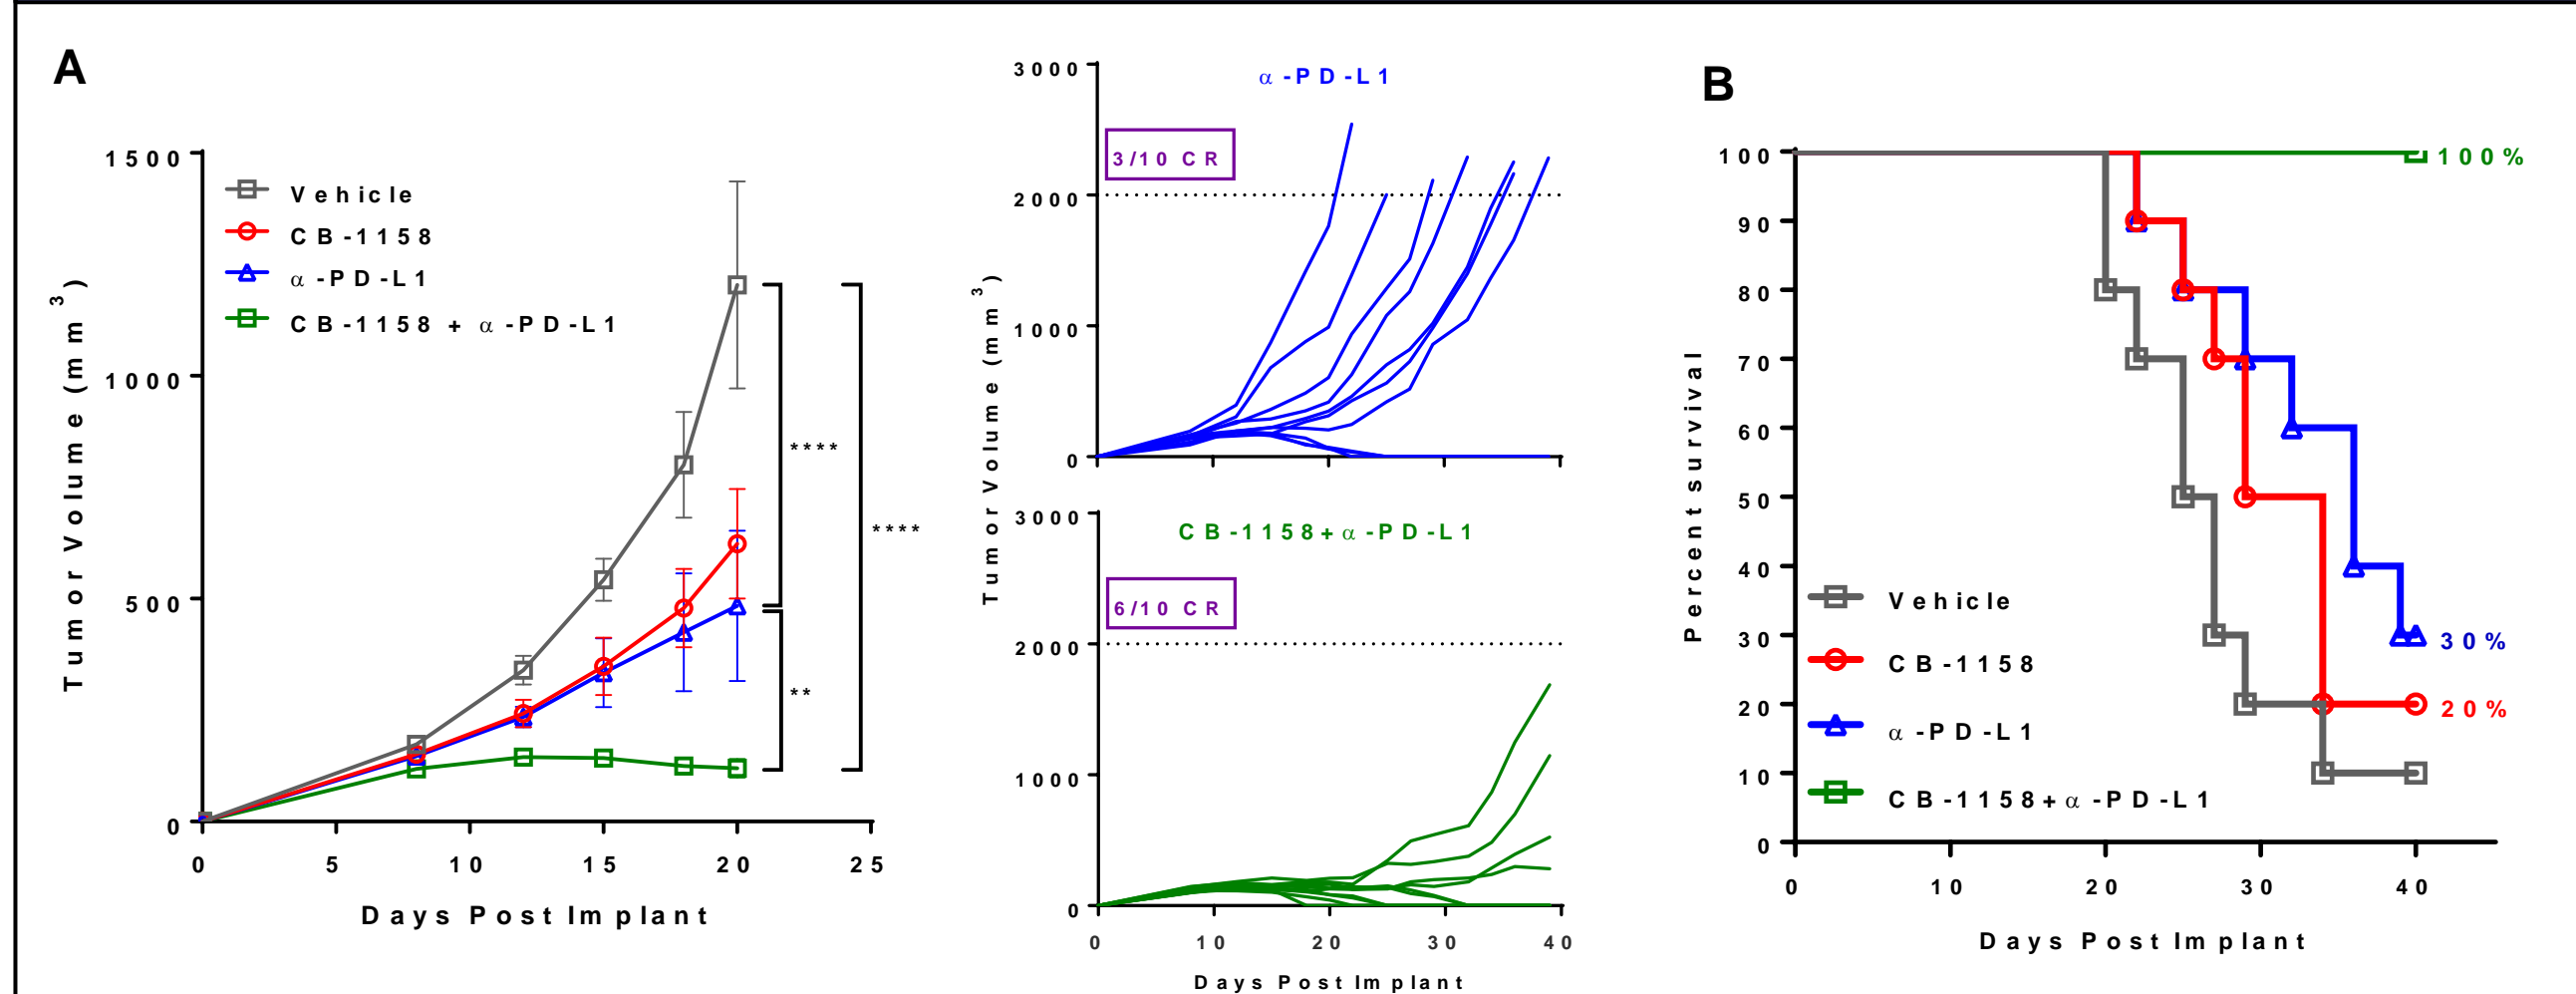 A
Tumor Volume (mm³)
1500
1000
500
0
Vehicle
CB-1158
α-PD-L1
CB-1158 + α-PD-L1
****
****
**
0 5 10 15 20 25
Days Post Implant
Tumor Volume (mm³)
α-PD-L1
3/10 CR
3000
2000
1000
0
CB-1158+α-PD-L1
6/10 CR
3000
2000
1000
0
0 10 20 30 40
Days Post Implant
B
Percent survival
100
90
80
70
60
50
40
30
20
10
0
100%
30%
20%
Vehicle
CB-1158
α-PD-L1
CB-1158+α-PD-L1
0 10 20 30 40
Days Post Implant